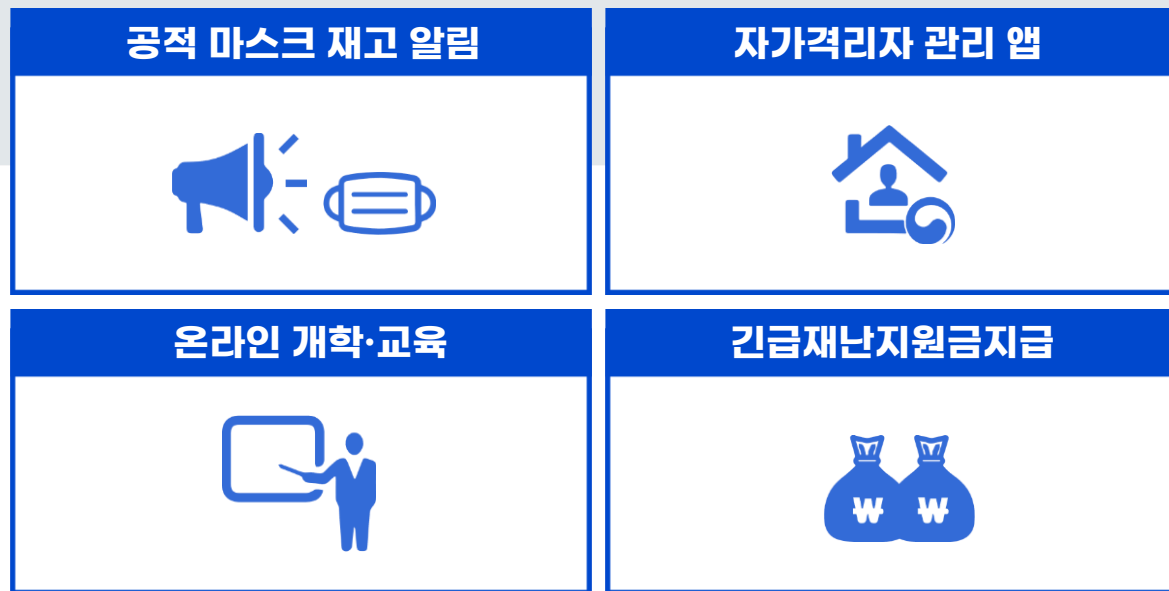 공적 마스크 재고 알림
자가격리자 관리 앱
온라인 개학·교육
긴급재난지원금지급
₩ ₩